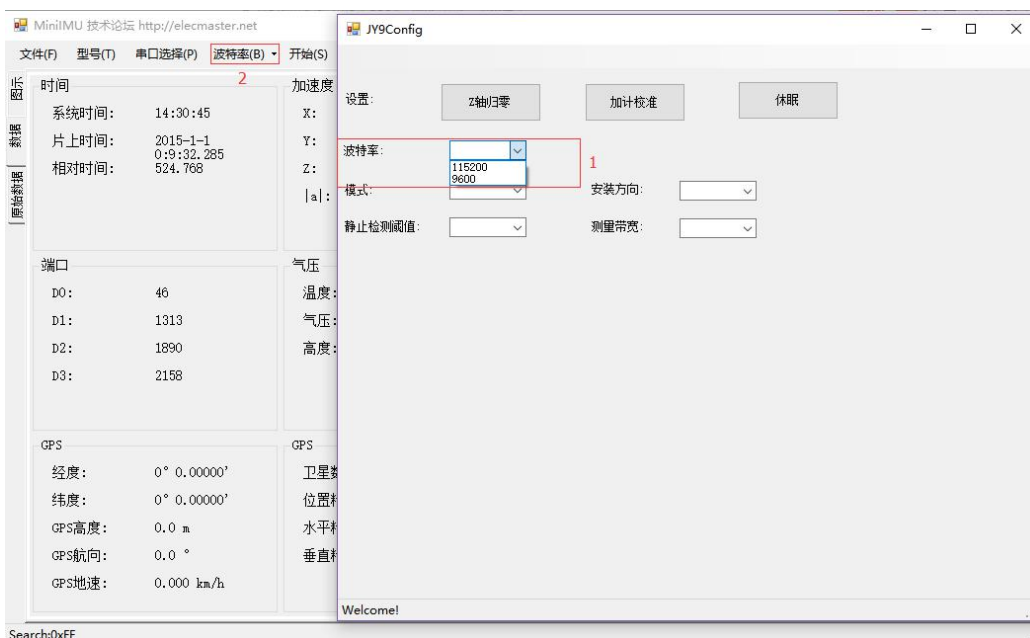 MiniIMU 技术论坛 http://elecmaster.net
文件(F) 型号(T) 串口选择(P) 波特率(B) 开始(S)
2
图示
数据
原始数据
时间
系统时间: 14:30:45
片上时间: 2015-1-1
0:9:32.285
相对时间: 524.768
加速度
X:
Y:
Z:
|a|:
端口
D0: 46
D1: 1313
D2: 1890
D3: 2158
气压
温度:
气压:
高度:
GPS
经度: 0° 0.00000'
纬度: 0° 0.00000'
GPS高度: 0.0 m
GPS航向: 0.0 °
GPS地速: 0.000 km/h
GPS
卫星数
位置精
水平精
垂直精
Search:0xFF
JY9Config
设置: Z轴归零 加计校准 休眠
波特率:
1
115200
9600
模式: 安装方向:
静止检测阈值: 测量带宽:
Welcome!